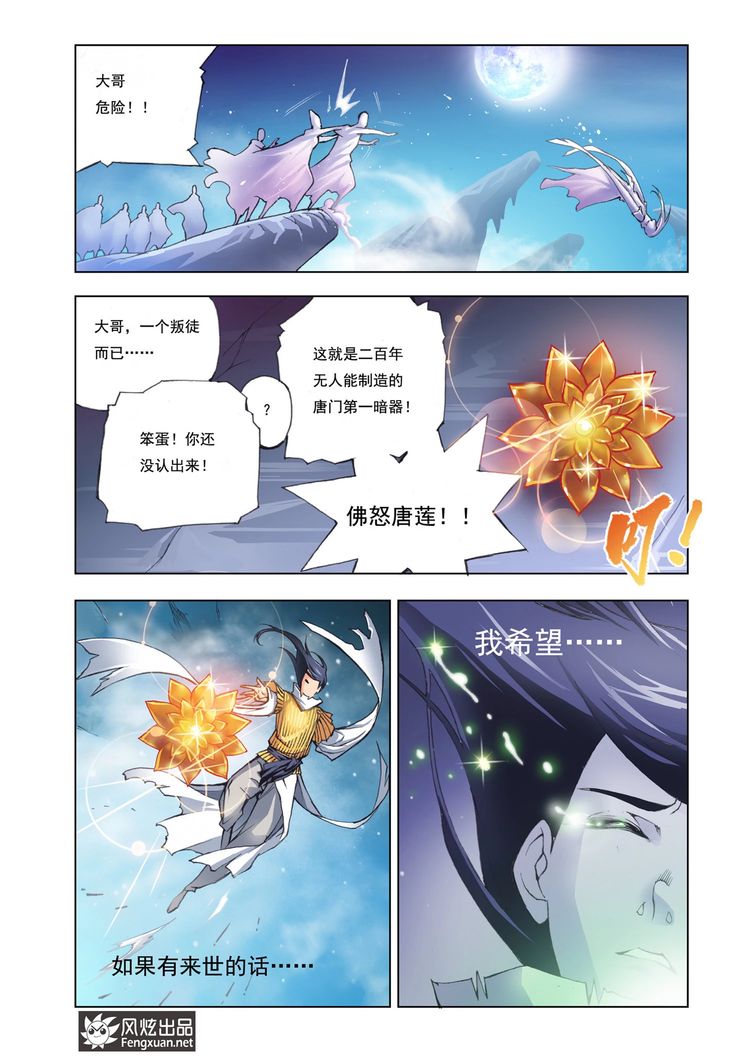 大哥
危险！！
大哥，一个叛徒
而已……
？
笨蛋！你还
没认出来！
这就是二百年
无人能制造的
唐门第一暗器！
佛怒唐莲！！
叮！
如果有来世的话……
我希望……
风炫出品
Fengxuan.net